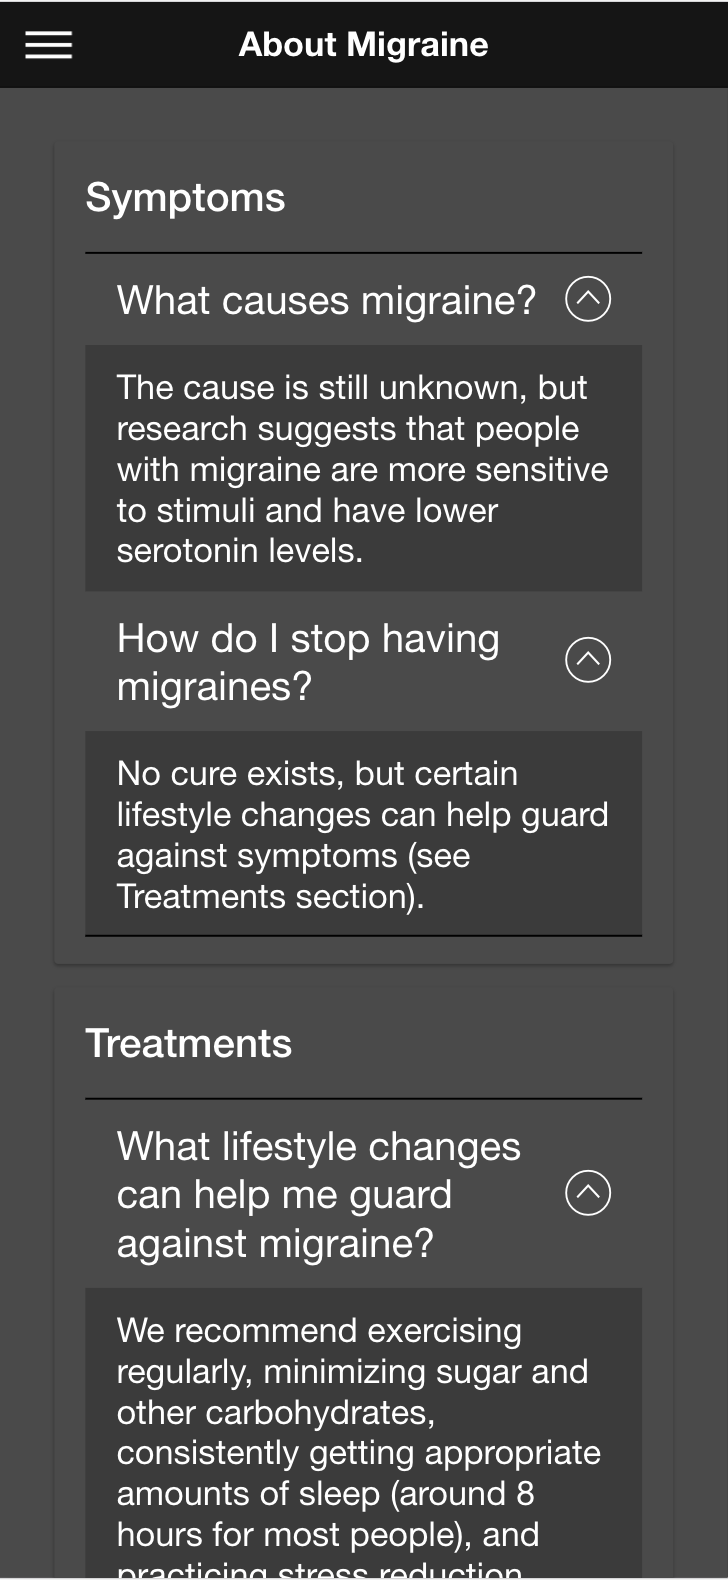 About Migraine
Symptoms
What causes migraine?
The cause is still unknown, but
research suggests that people
with migraine are more sensitive
to stimuli and have lower
serotonin levels.
How do I stop having
migraines?
No cure exists, but certain
lifestyle changes can help guard
against symptoms (see
Treatments section).
Treatments
What lifestyle changes
can help me guard
against migraine?
We recommend exercising
regularly, minimizing sugar and
other carbohydrates,
consistently getting appropriate
amounts of sleep (around 8
hours for most people), and
practicing stress reduction